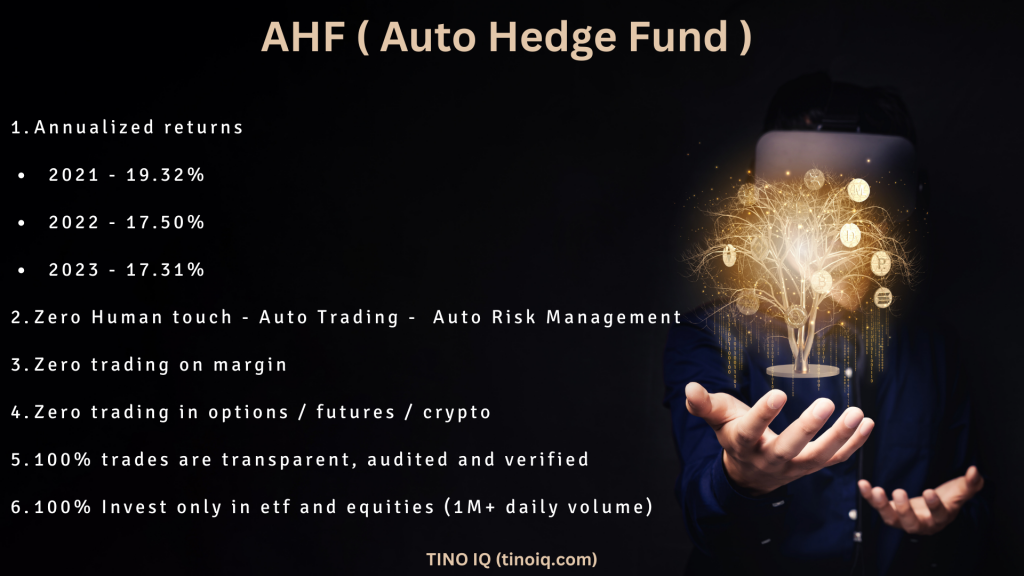 AHF ( Auto Hedge Fund )
1. Annualized returns
• 2021 - 19.32%
• 2022 - 17.50%
• 2023 - 17.31%
2. Zero Human touch - Auto Trading - Auto Risk Management
3. Zero trading on margin
4. Zero trading in options / futures / crypto
5. 100% trades are transparent, audited and verified
6. 100% Invest only in etf and equities (1M+ daily volume)
TINO IQ (tinoiq.com)